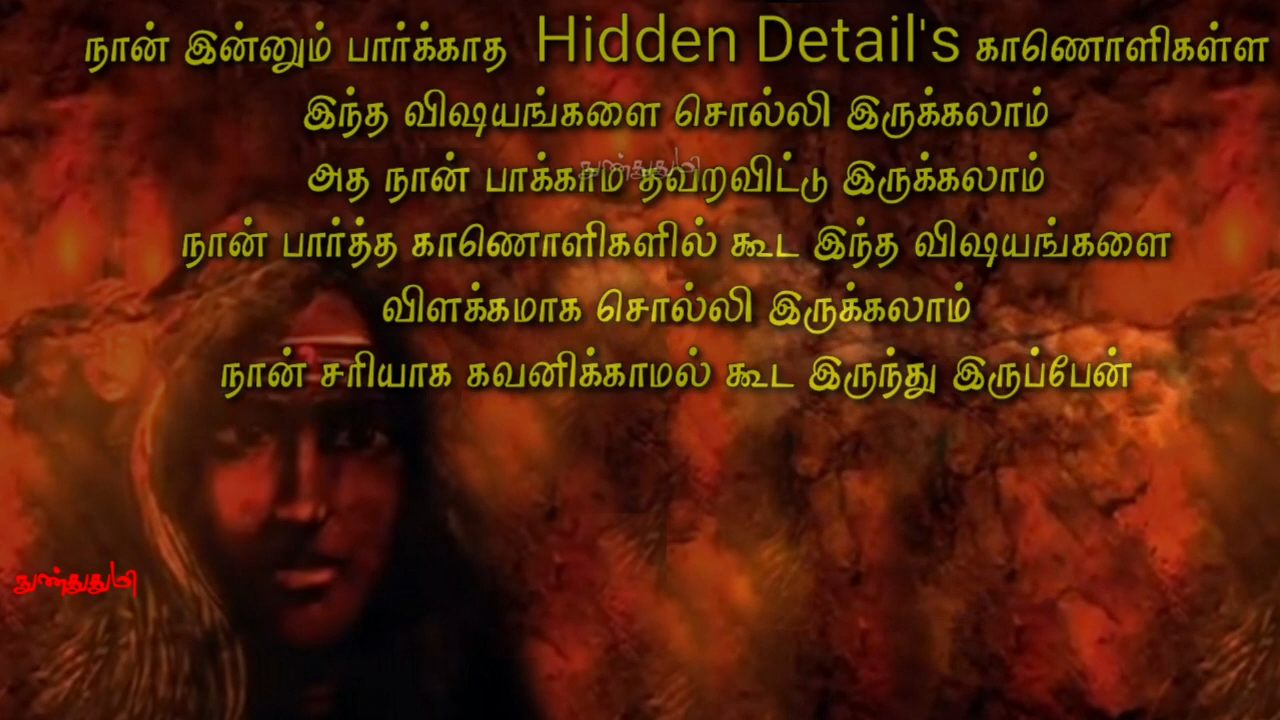 நான் இன்னும் பார்க்காத Hidden Detail's காணொளிகள்ள
இந்த விஷயங்களை சொல்லி இருக்கலாம்
அத நான் பாக்காம தவறவிட்டு இருக்கலாம்
நான் பார்த்த காணொளிகளில் கூட இந்த விஷயங்களை
விளக்கமாக சொல்லி இருக்கலாம்
நான் சரியாக கவனிக்காமல் கூட இருந்து இருப்பேன்